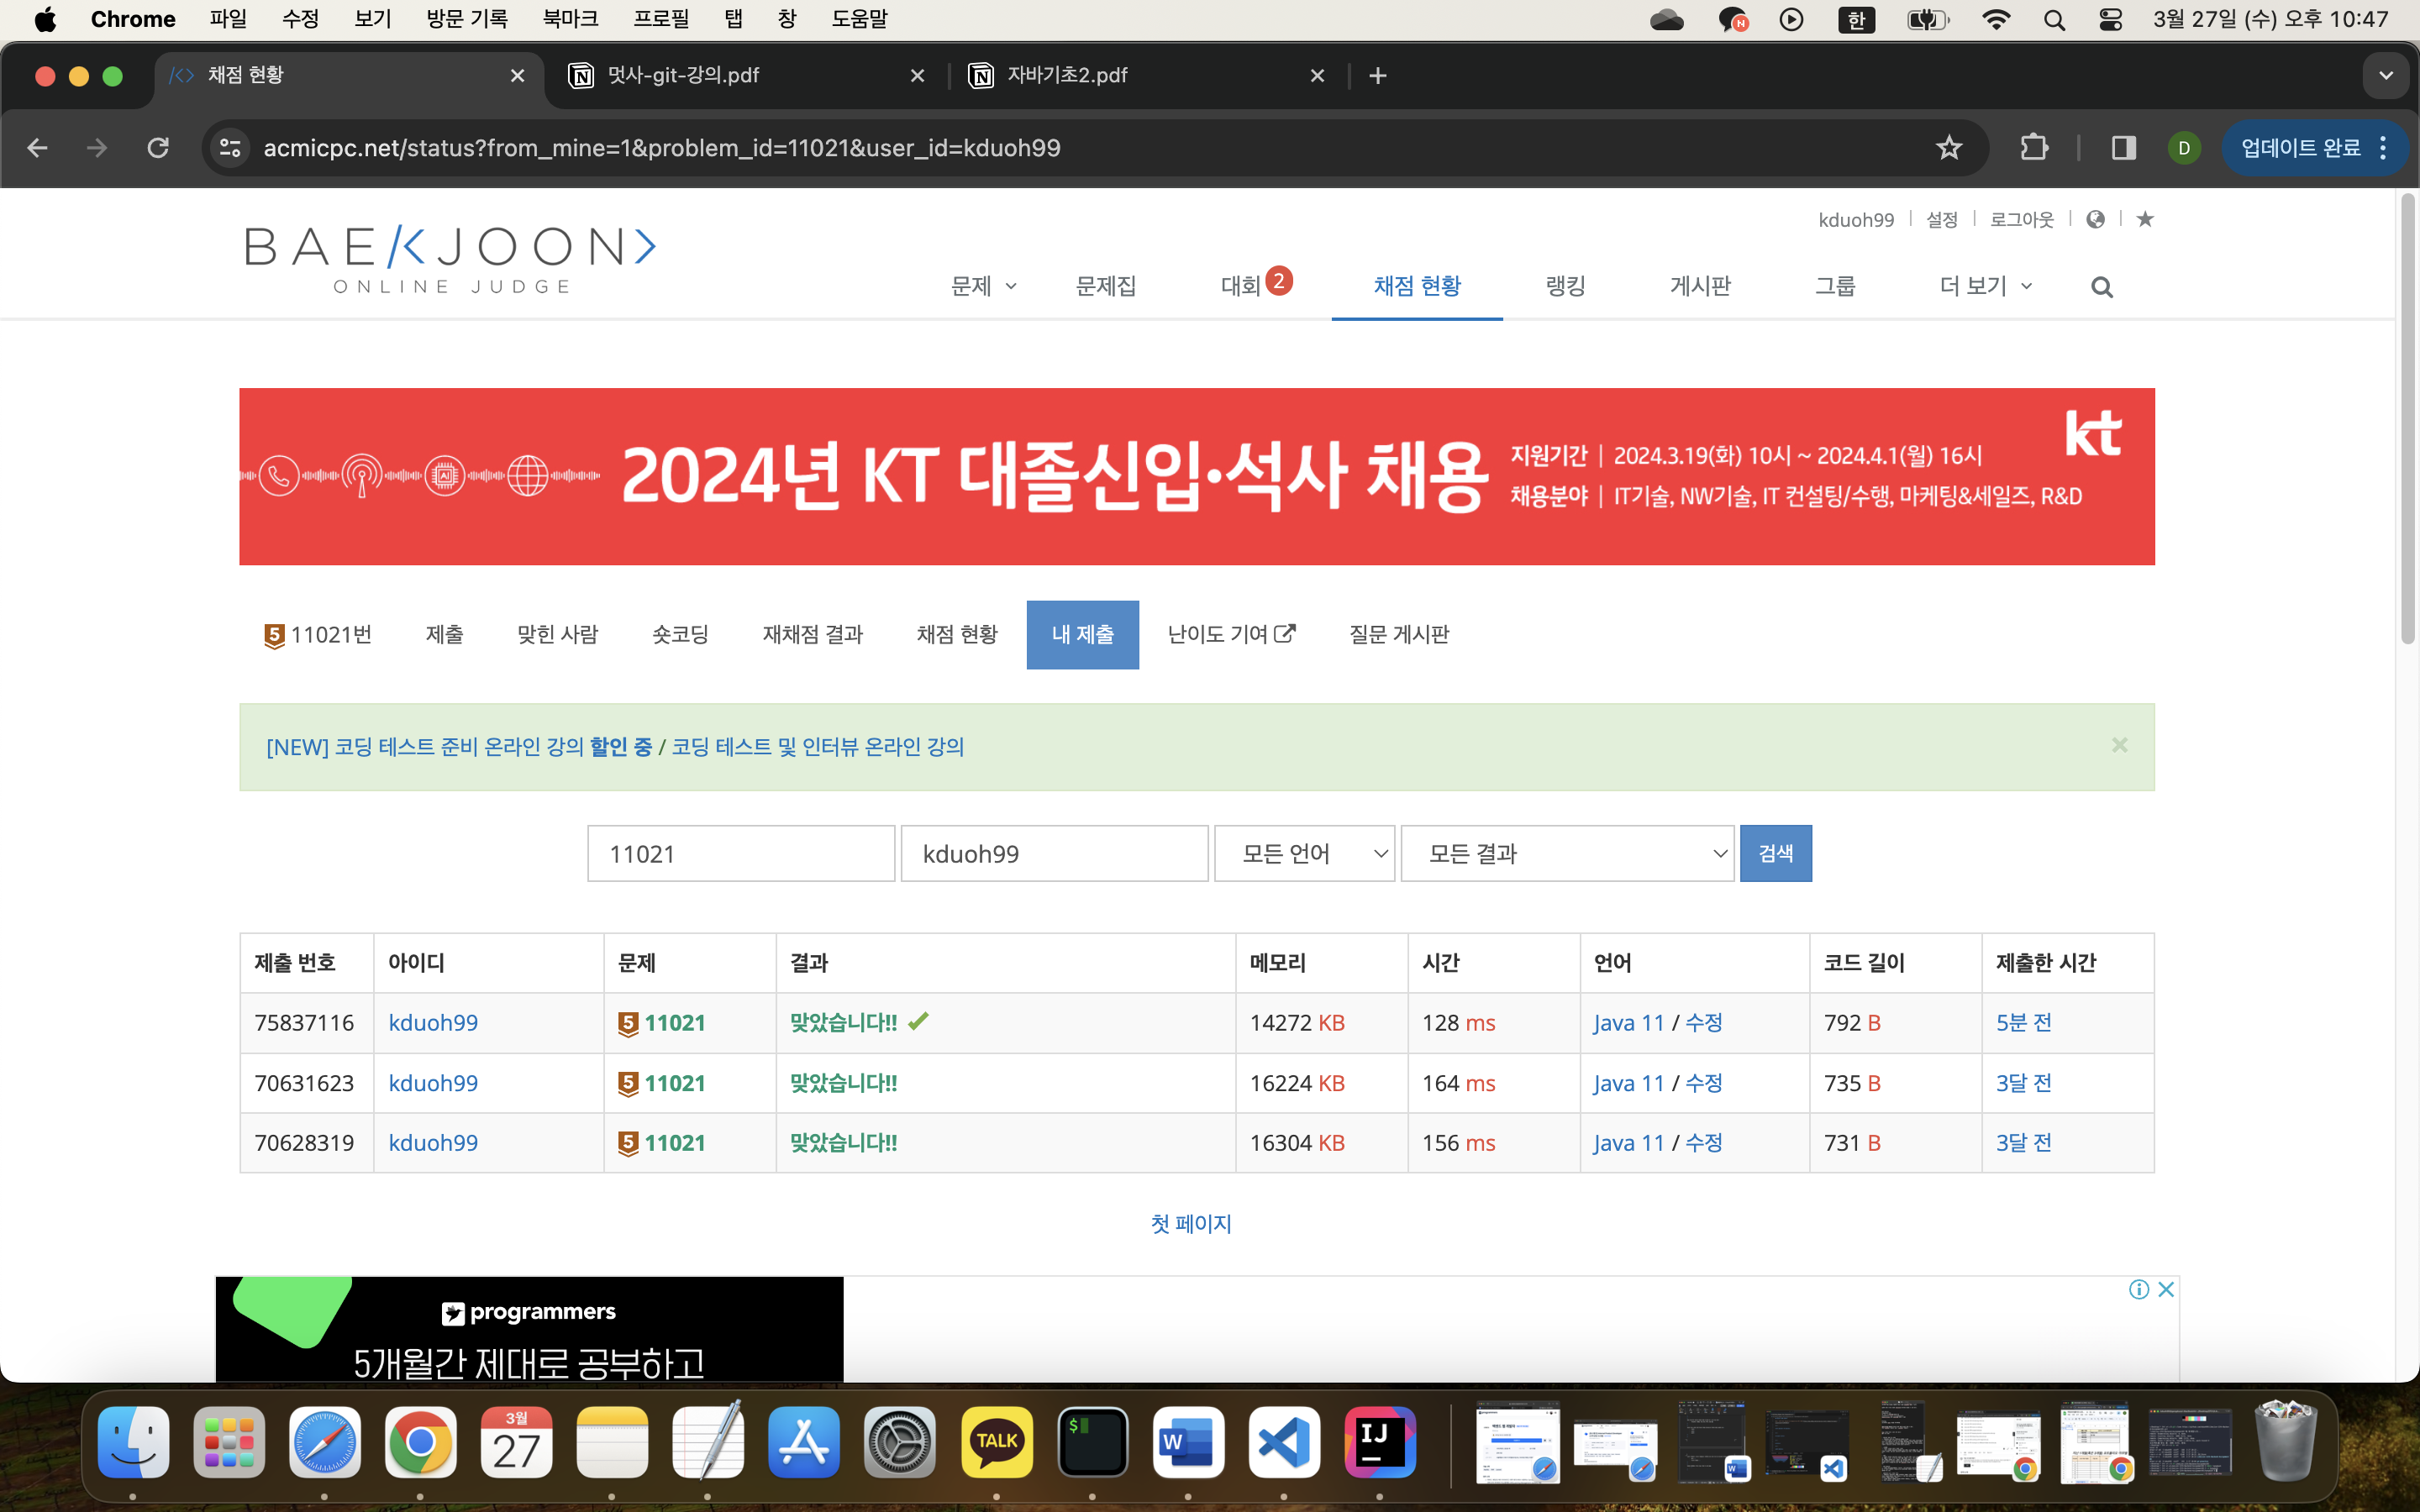 Chrome 파일 수정 보기 방문 기록 북마크 프로필 탭 창 도움말 한 3월 27일 (수) 오후 10:47
채점 현황 멋사-git-강의.pdf 자바기초2.pdf
acmicpc.net/status?from_mine=1&problem_id=11021&user_id=kduoh99 D 업데이트 완료
kduoh99 설정 로그아웃
BAEKJOON>
ONLINE JUDGE
문제 문제집 대회 2 채점 현황 랭킹 게시판 그룹 더 보기
kt
2024년 KT 대졸신입·석사 채용
지원기간 | 2024.3.19(화) 10시 ~ 2024.4.1(월) 16시
채용분야 | IT기술, NW기술, IT 컨설팅/수행, 마케팅&세일즈, R&D
5 11021번 제출 맞힌 사람 숏코딩 재채점 결과 채점 현황 내 제출 난이도 기여 질문 게시판
[NEW] 코딩 테스트 준비 온라인 강의 할인 중 / 코딩 테스트 및 인터뷰 온라인 강의
11021 kduoh99 모든 언어 모든 결과 검색
제출 번호 아이디 문제 결과 메모리 시간 언어 코드 길이 제출한 시간
75837116 kduoh99 5 11021 맞았습니다!! 14272 KB 128 ms Java 11 / 수정 792 B 5분 전
70631623 kduoh99 5 11021 맞았습니다!! 16224 KB 164 ms Java 11 / 수정 735 B 3달 전
70628319 kduoh99 5 11021 맞았습니다!! 16304 KB 156 ms Java 11 / 수정 731 B 3달 전
첫 페이지
programmers
5개월간 제대로 공부하고
3월
27
TALK
$
W
IJ